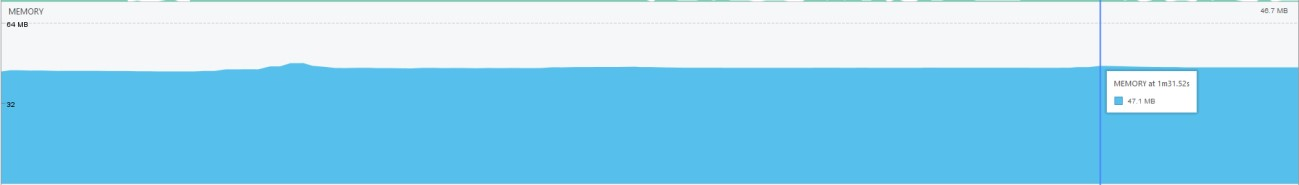 MEMORY
46.7 MB
64 MB
MEMORY at 1m31.52s
47.1 MB
32